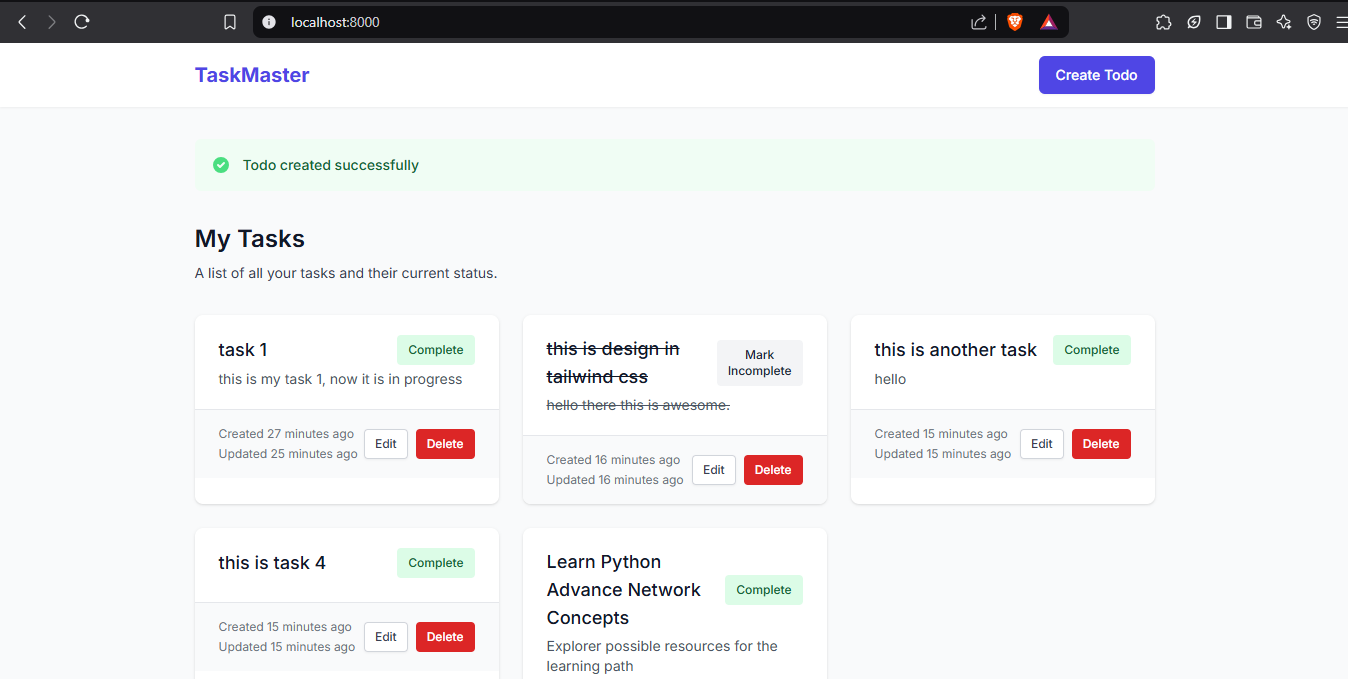 localhost:8000
TaskMaster
Create Todo
Todo created successfully
My Tasks
A list of all your tasks and their current status.
task 1
Complete
this is my task 1, now it is in progress
Created 27 minutes ago
Updated 25 minutes ago
Edit
Delete
this is design in
tailwind css
Mark
Incomplete
hello there this is awesome.
Created 16 minutes ago
Updated 16 minutes ago
Edit
Delete
this is another task
Complete
hello
Created 15 minutes ago
Updated 15 minutes ago
Edit
Delete
this is task 4
Complete
Created 15 minutes ago
Updated 15 minutes ago
Edit
Delete
Learn Python
Advance Network
Concepts
Complete
Explorer possible resources for the
learning path